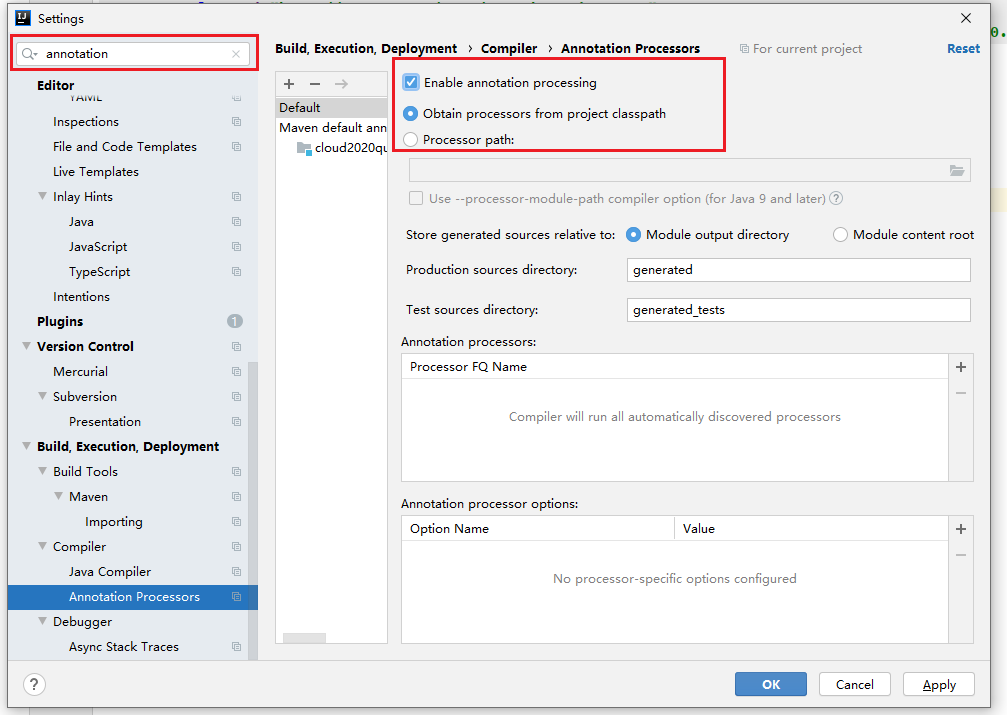 Settings
annotation
Editor
YAML
Inspections
File and Code Templates
Live Templates
Inlay Hints
Java
JavaScript
TypeScript
Intentions
Plugins 1
Version Control
Mercurial
Subversion
Presentation
Build, Execution, Deployment
Build Tools
Maven
Importing
Compiler
Java Compiler
Annotation Processors
Debugger
Async Stack Traces
Build, Execution, Deployment › Compiler › Annotation Processors For current project Reset
Default
Maven default ann
cloud2020qu
Enable annotation processing
Obtain processors from project classpath
Processor path:
Use --processor-module-path compiler option (for Java 9 and later) ?
Store generated sources relative to: Module output directory Module content root
Production sources directory: generated
Test sources directory: generated_tests
Annotation processors:
Processor FQ Name
Compiler will run all automatically discovered processors
Annotation processor options:
Option Name Value
No processor-specific options configured
? OK Cancel Apply